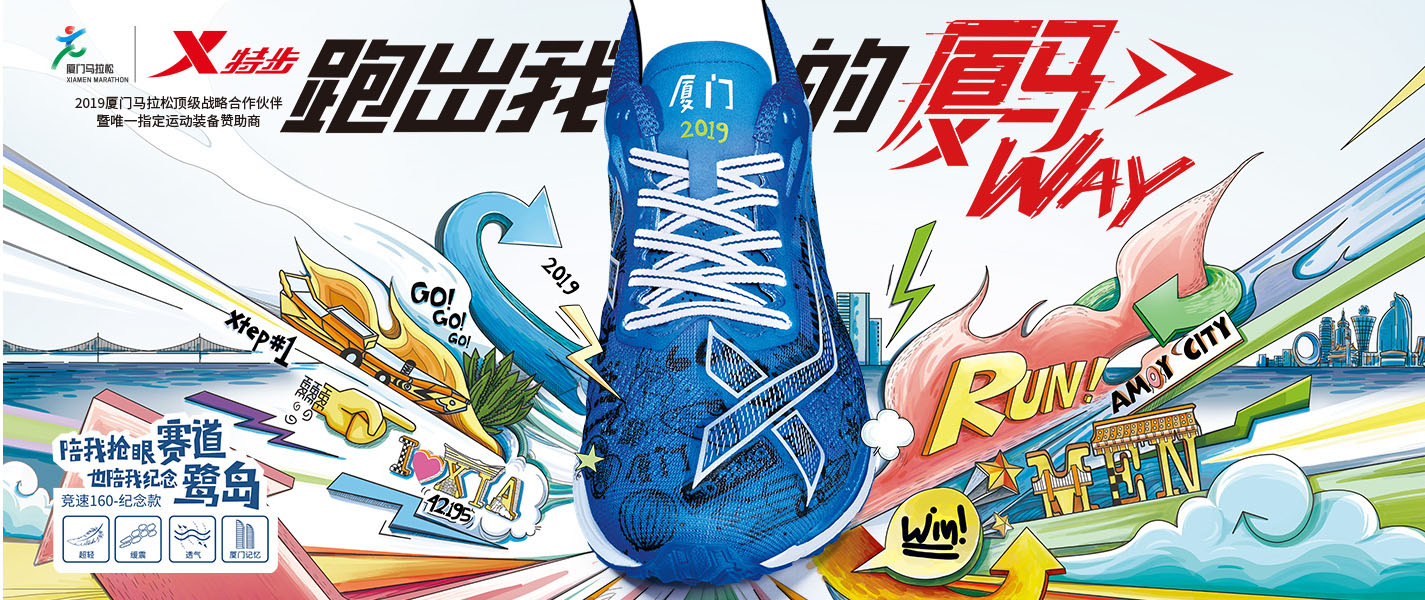 厦门马拉松
XIAMEN MARATHON
特步
2019厦门马拉松顶级战略合作伙伴
暨唯一指定运动装备赞助商
跑出我的厦马
WAY
厦门
2019
2019
GO!
GO!
GO!
Xtep#1
HERE
WE
GO
I XIA
42.195
RUN!
AMOY CITY
MEN
Win!
陪我抢眼赛道
也陪我纪念鹭岛
竞速160-纪念款
超轻
缓震
透气
厦门记忆